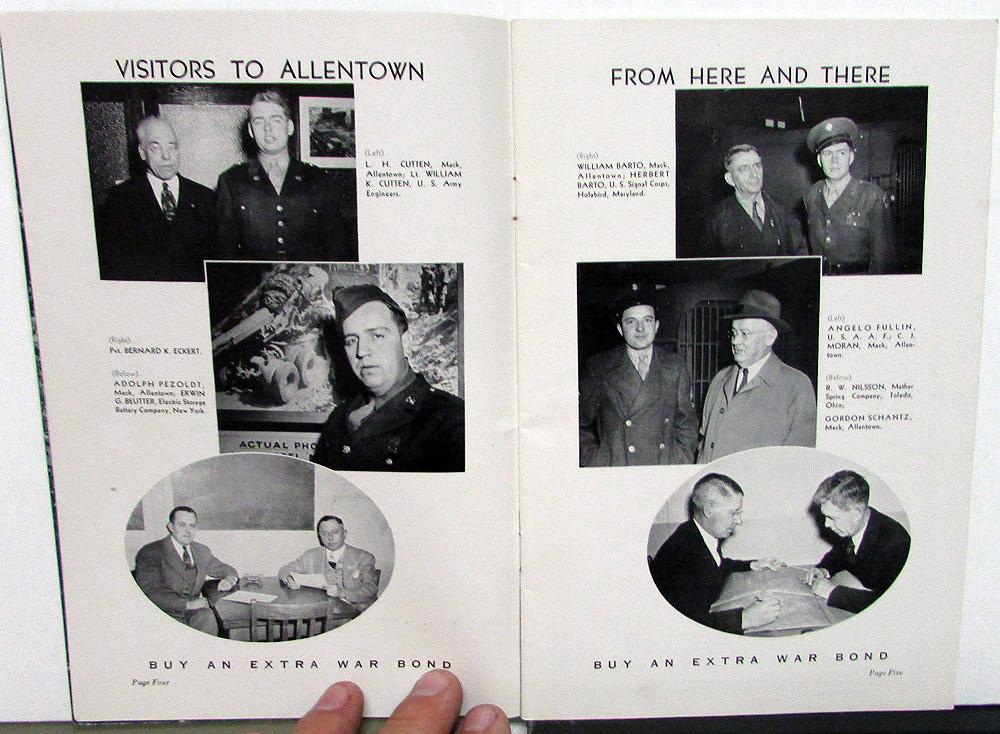 VISITORS TO ALLENTOWN
(Left)
L. H. CUTTEN, Mack,
Allentown; Lt. WILLIAM
K. CUTTEN, U. S. Army
Engineers.
(Right)
Pvt. BERNARD K. ECKERT.
(Below)
ADOLPH PEZOLDT,
Mack, Allentown; ERWIN
G. BEUTTER, Electric Storage
Battery Company, New York.
ACTUAL PHO
BUY AN EXTRA WAR BOND
Page Four
FROM HERE AND THERE
(Right)
WILLIAM BARTO, Mack,
Allentown; HERBERT
BARTO, U. S. Signal Corps,
Holabird, Maryland.
(Left)
ANGELO FULLIN,
U. S. A. A. F.; C. J.
MORAN, Mack, Allen-
town.
(Below)
R. W. NILSSON, Mather
Spring Company, Toledo,
Ohio;
GORDON SCHANTZ,
Mack, Allentown.
BUY AN EXTRA WAR BOND
Page Five